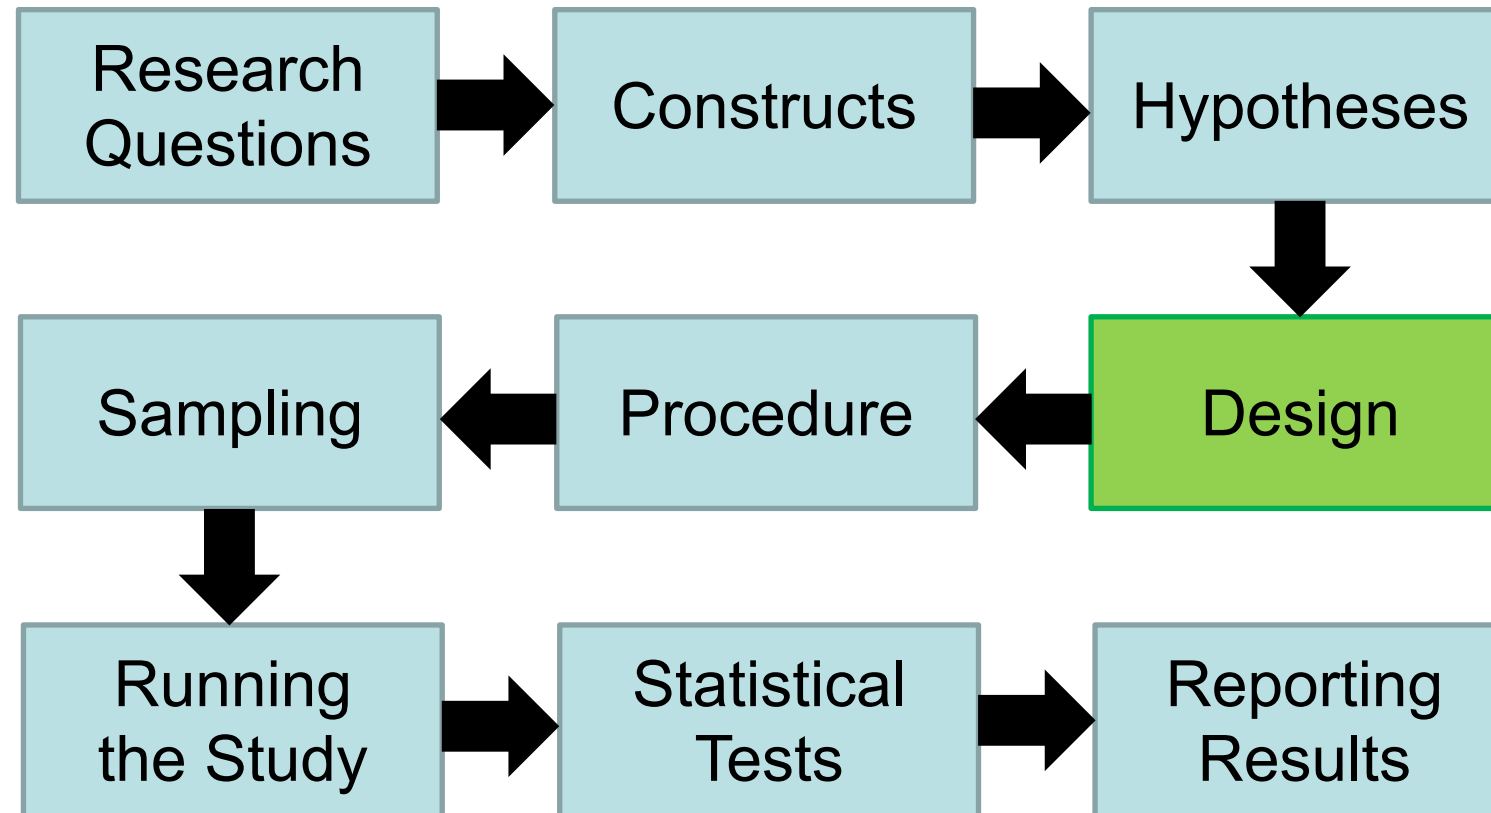 Research
Questions
Constructs
Hypotheses
Design
Procedure
Sampling
Running
the Study
Statistical
Tests
Reporting
Results